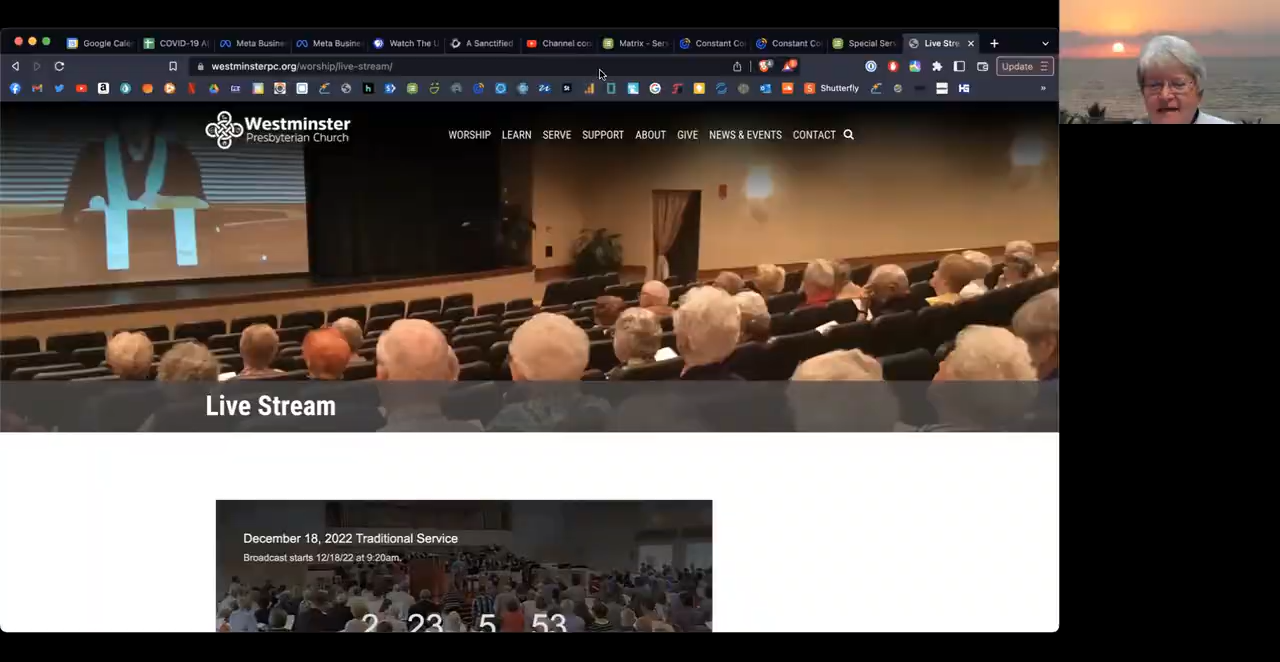 Google Cale
COVID-19 A
Meta Busine
Meta Busine
Watch The L
A Sanctified
Channel con
Matrix - Ser
Constant Co
Constant Co
Special Serv
Live Stre
westminsterpc.org/worship/live-stream/
Update
Shutterfly
Westminster
Presbyterian Church
WORSHIP LEARN SERVE SUPPORT ABOUT GIVE NEWS & EVENTS CONTACT
Live Stream
December 18, 2022 Traditional Service
Broadcast starts 12/18/22 at 9:20am.
2 23 5 53